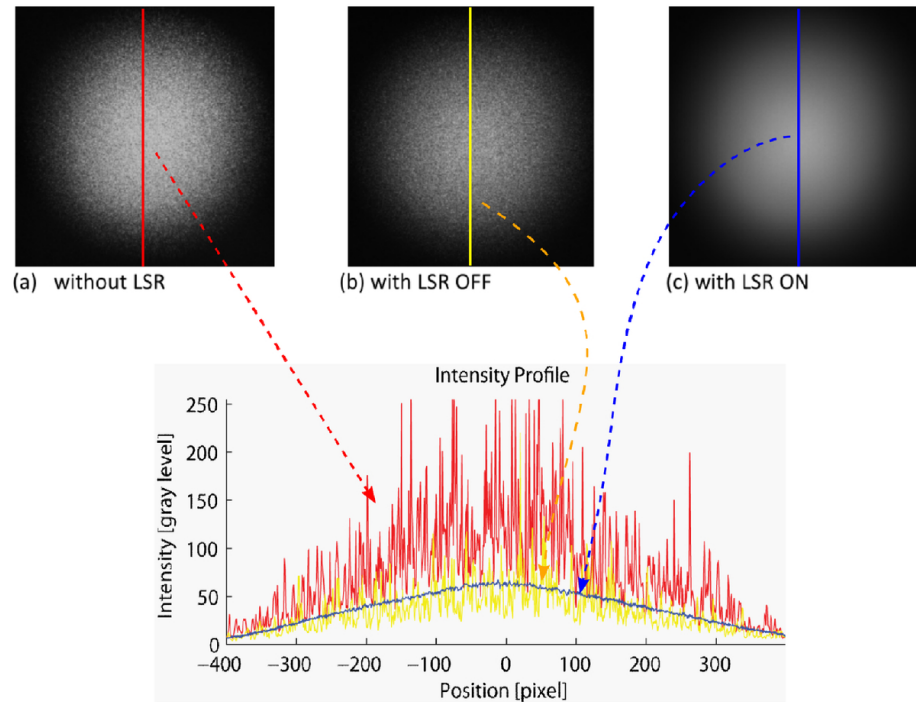 (a) without LSR
(b) with LSR OFF
(c) with LSR ON
Intensity Profile
Intensity [gray level]
250
200
150
100
50
0
−400 −300 −200 −100 0 100 200 300
Position [pixel]